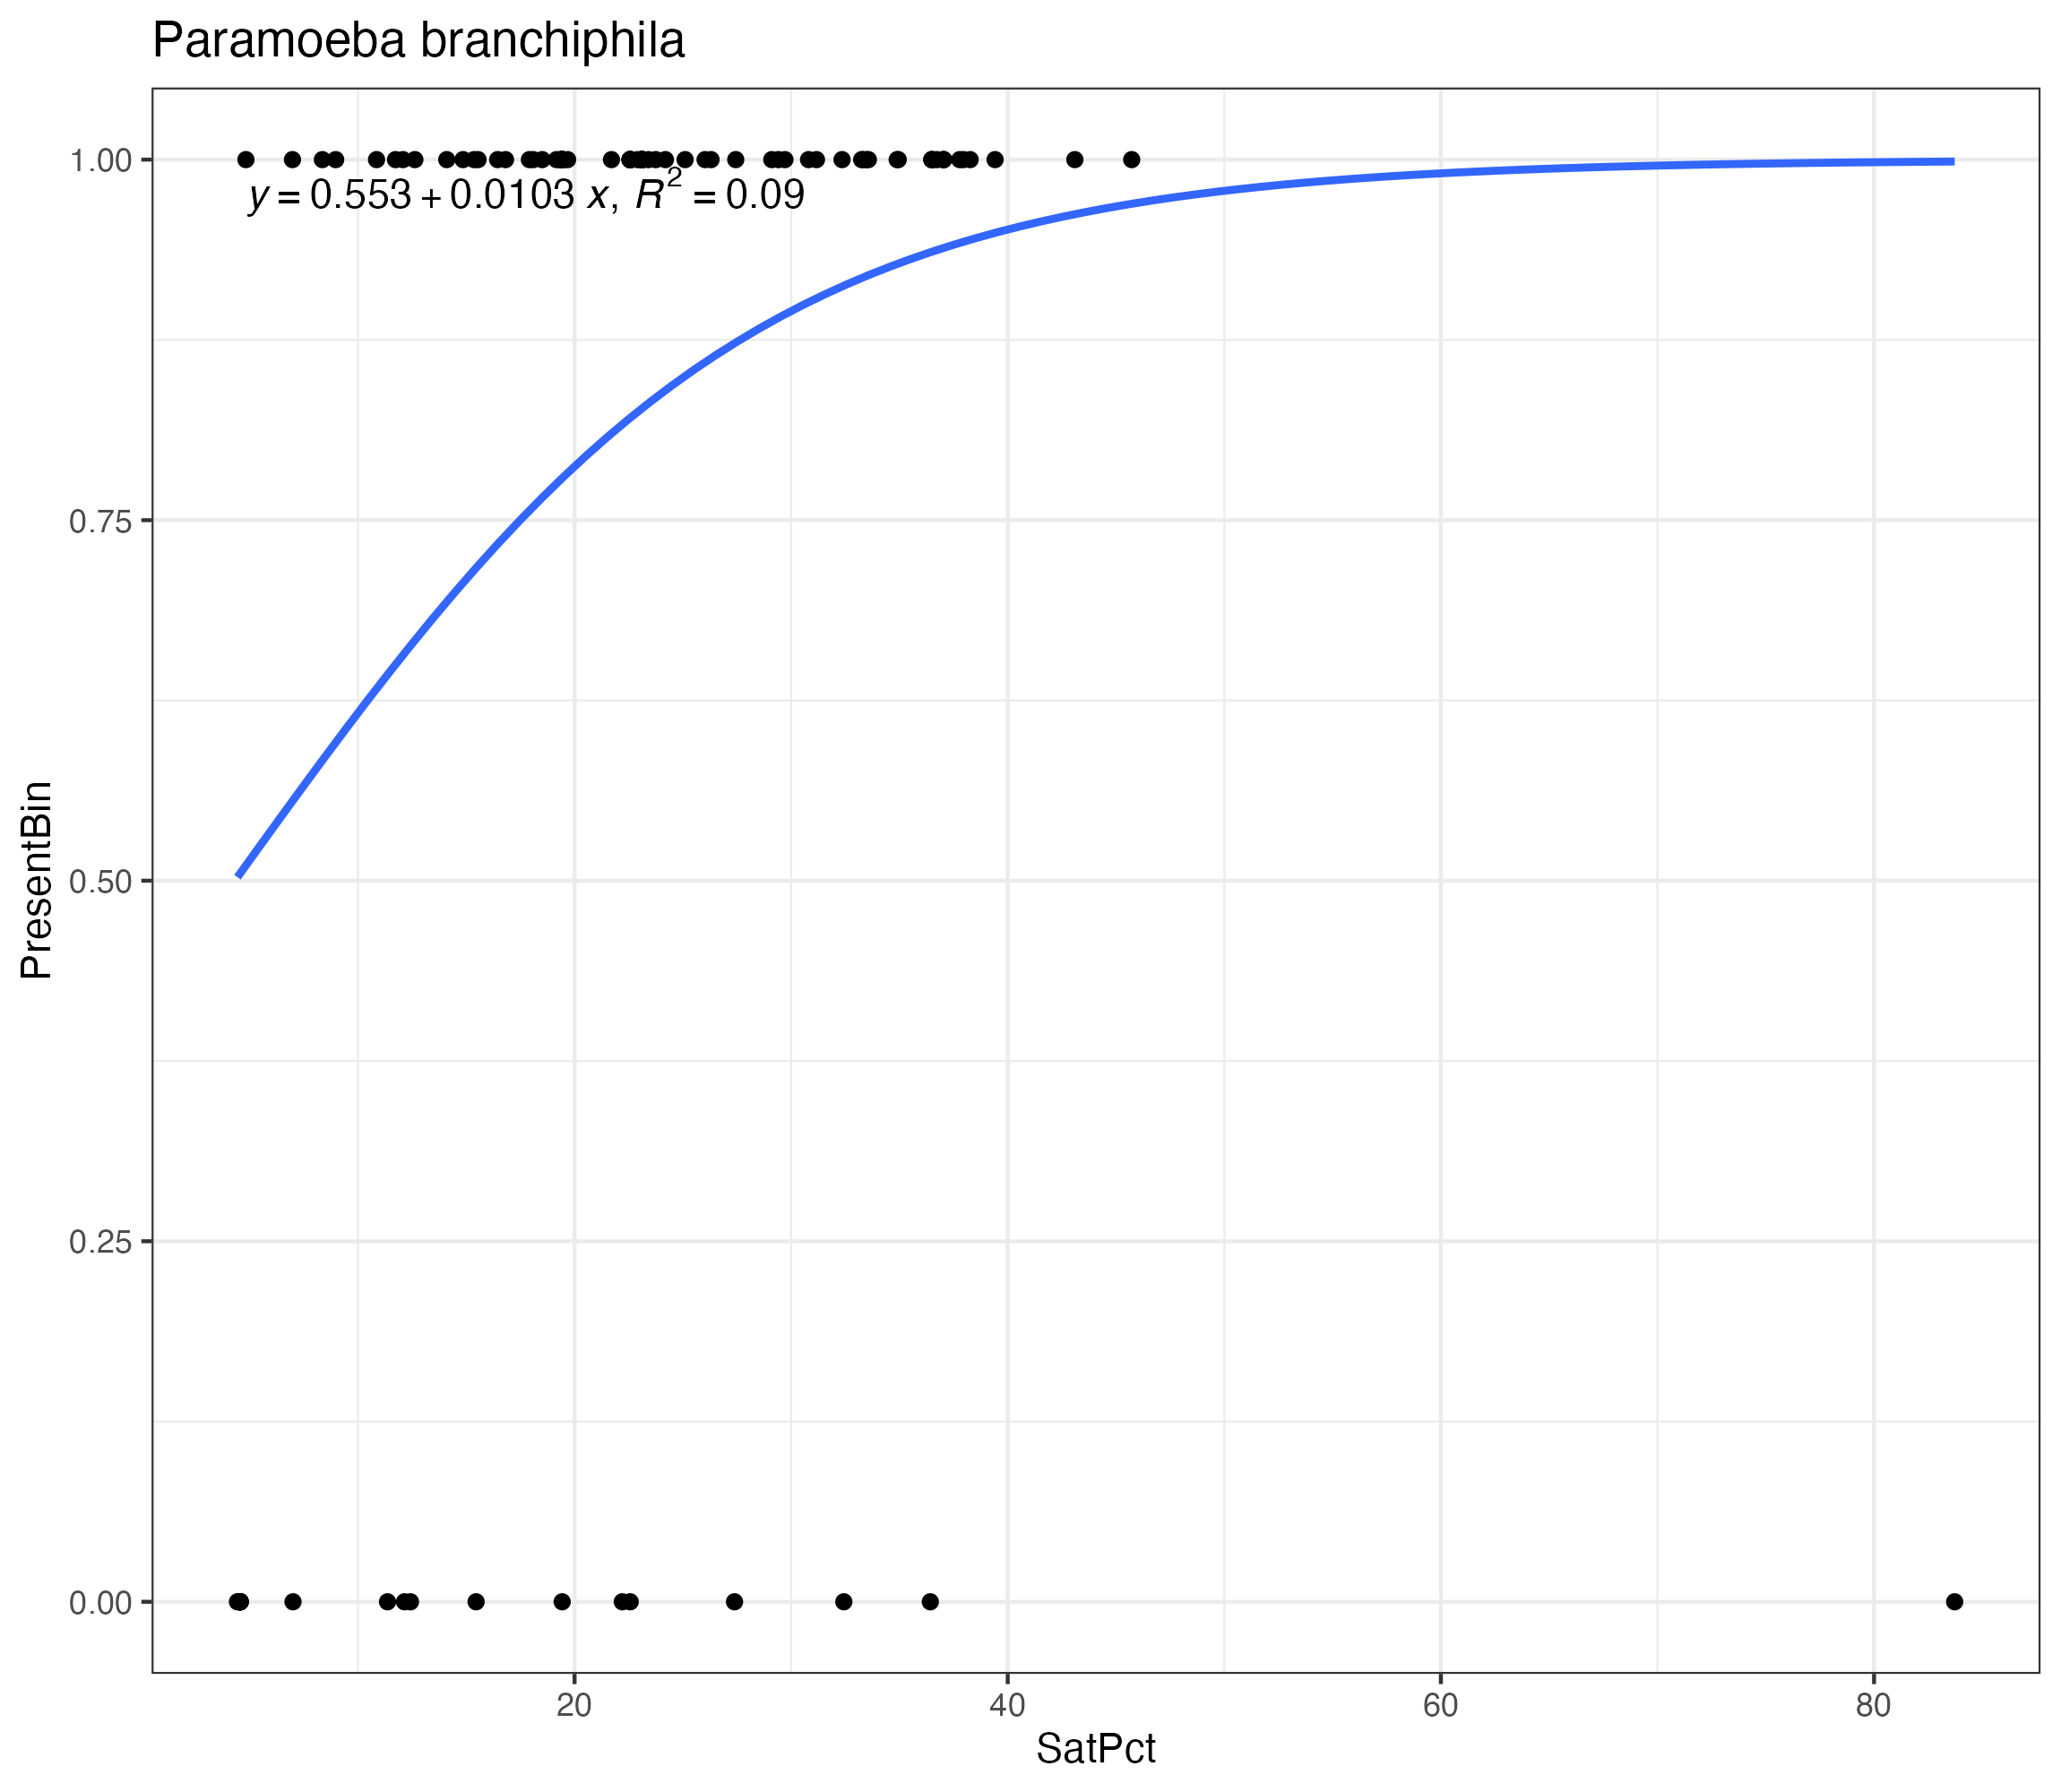 Paramoeba branchiphila
1.00
y = 0.553 + 0.0103 x, R² = 0.09
0.75
0.50
0.25
0.00
PresentBin
20 40 60 80
SatPct